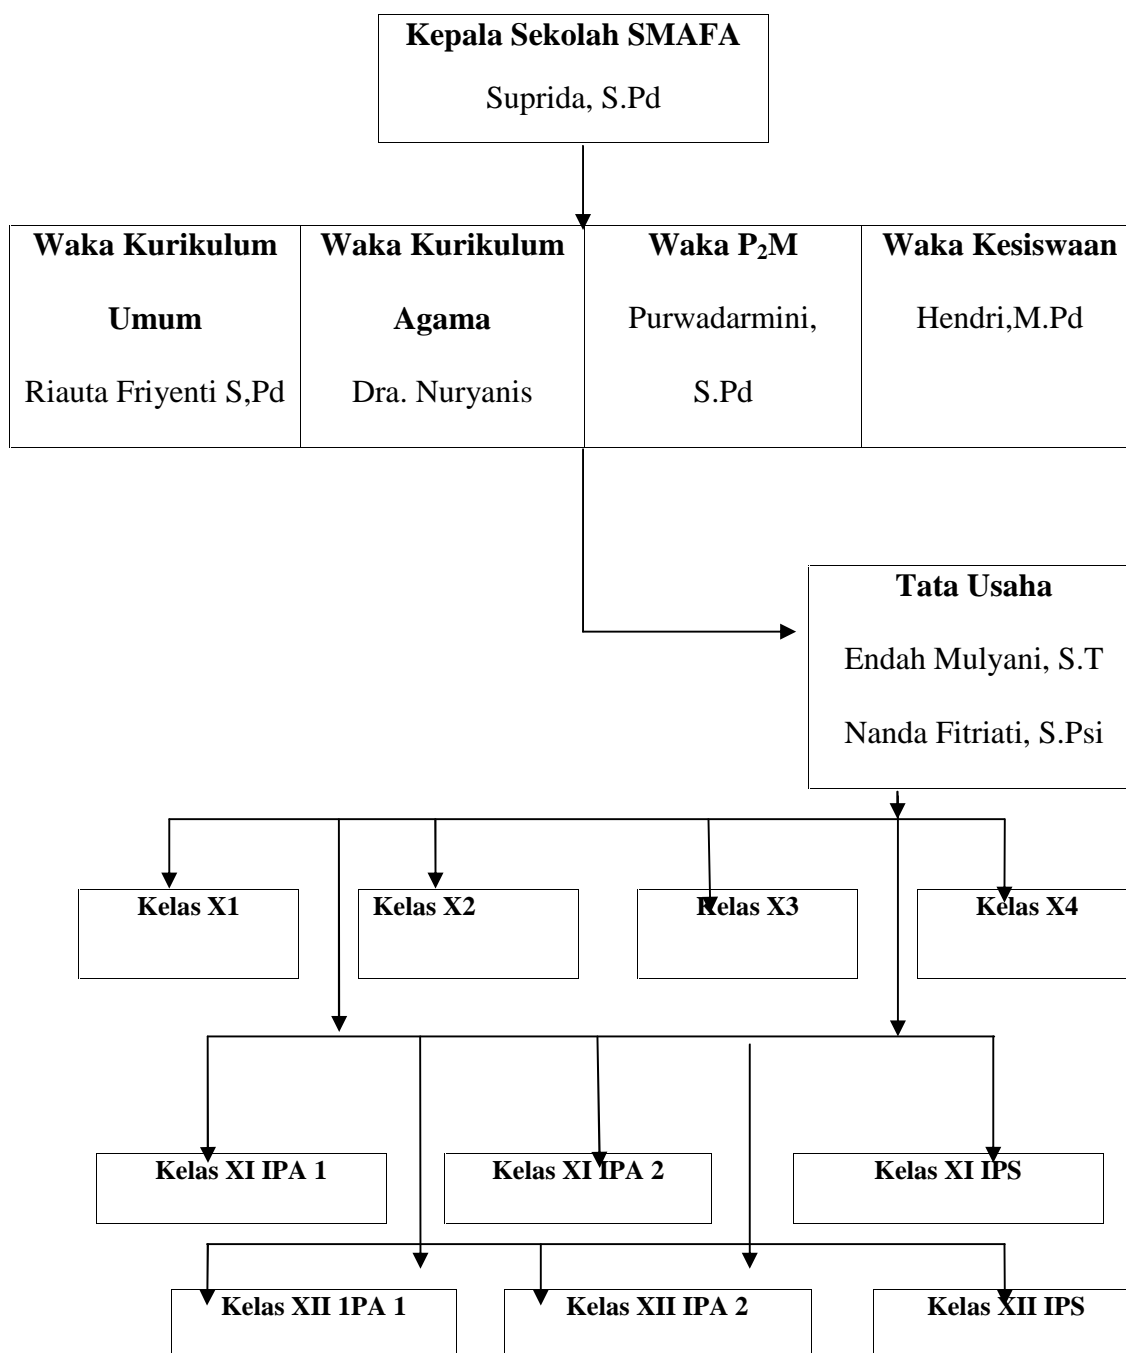 Kepala Sekolah SMAFA
Suprida, S.Pd
Waka Kurikulum
Umum
Riauta Friyenti S,Pd
Waka Kurikulum
Agama
Dra. Nuryanis
Waka P₂M
Purwadarmini,
S.Pd
Waka Kesiswaan
Hendri,M.Pd
Tata Usaha
Endah Mulyani, S.T
Nanda Fitriati, S.Psi
Kelas X1
Kelas X2
Kelas X3
Kelas X4
Kelas XI IPA 1
Kelas XI IPA 2
Kelas XI IPS
Kelas XII 1PA 1
Kelas XII IPA 2
Kelas XII IPS